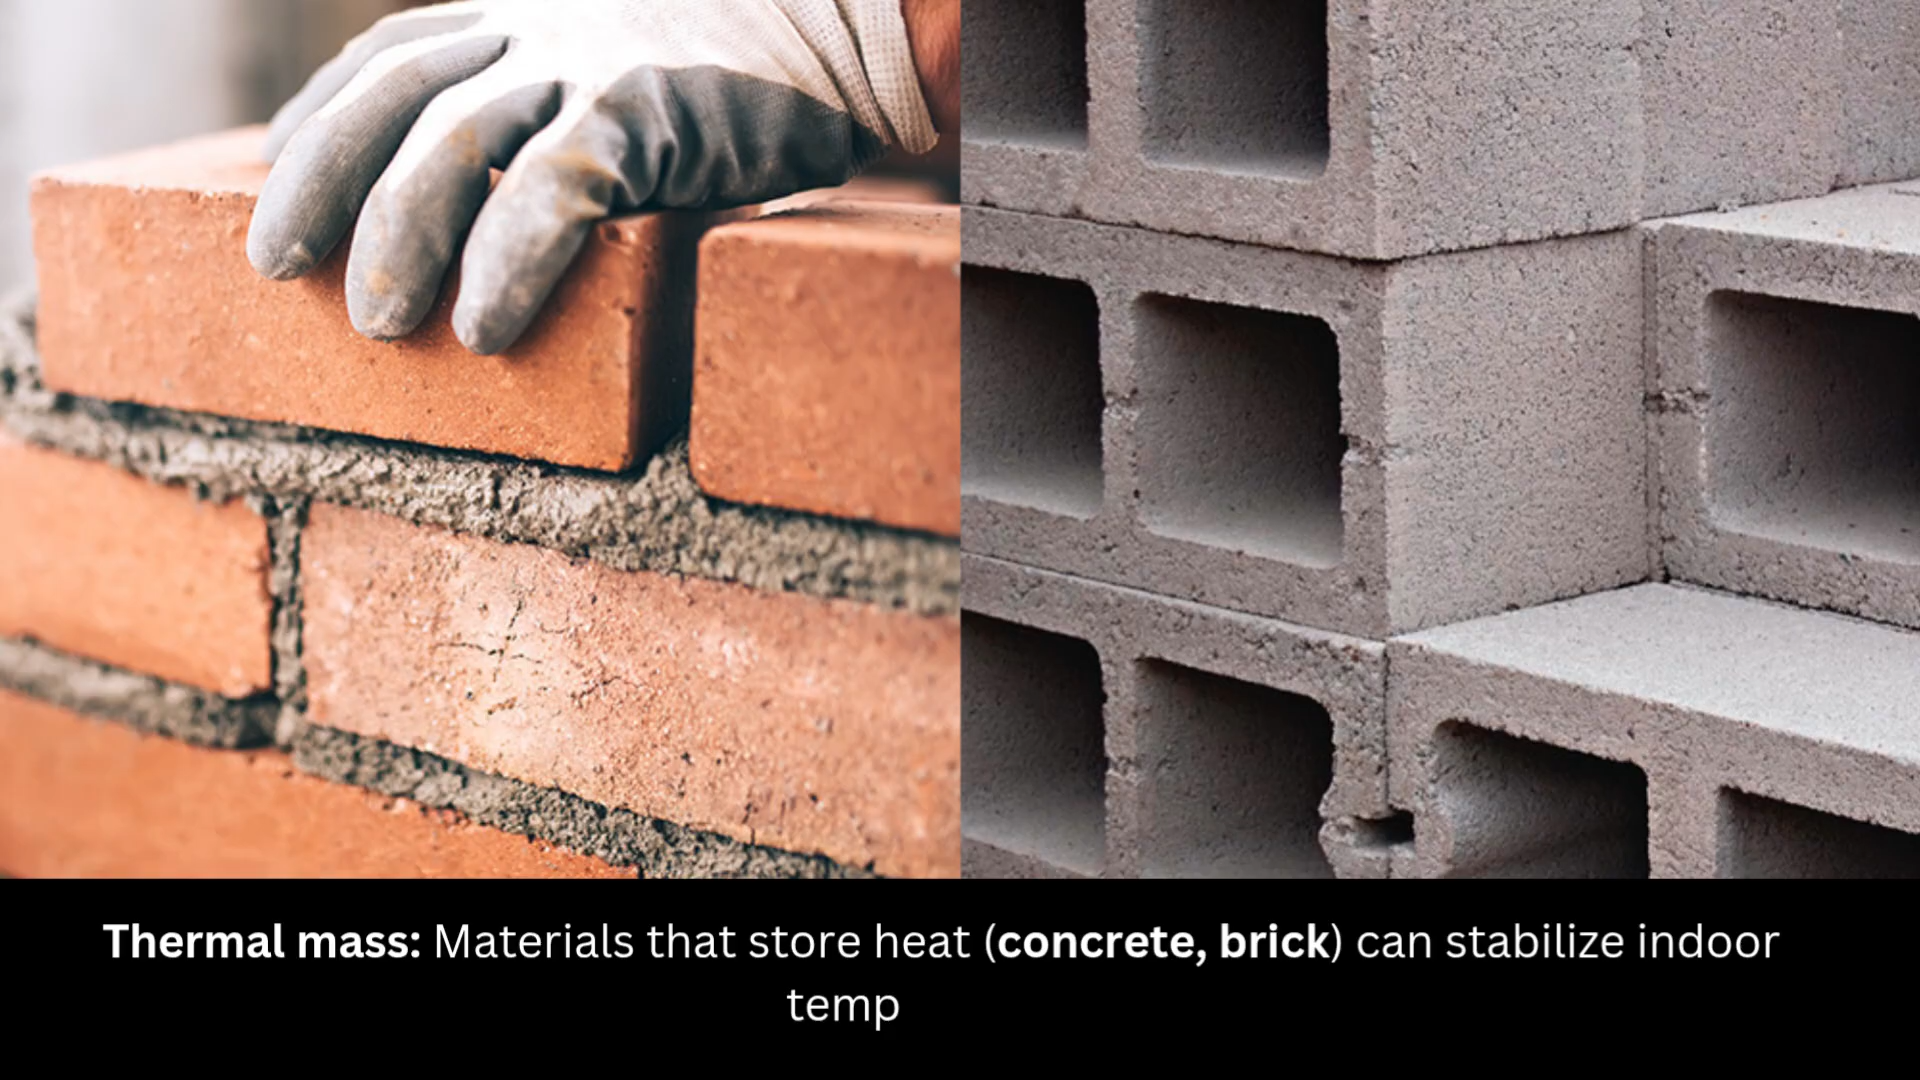 Thermal mass: Materials that store heat (concrete, brick) can stabilize indoor
temp